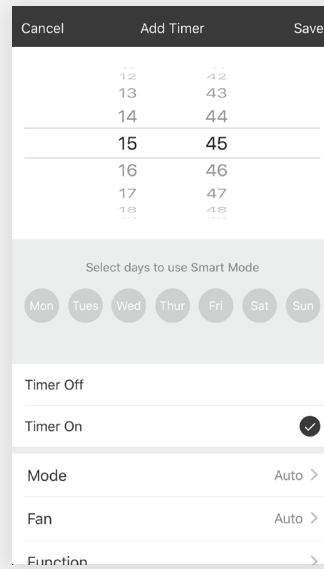 Cancel Add Timer Save
12 42
13 43
14 44
15 45
16 46
17 47
18 48
Select days to use Smart Mode
Mon Tues Wed Thur Fri Sat Sun
Timer Off
Timer On
Mode Auto >
Fan Auto >
Function >